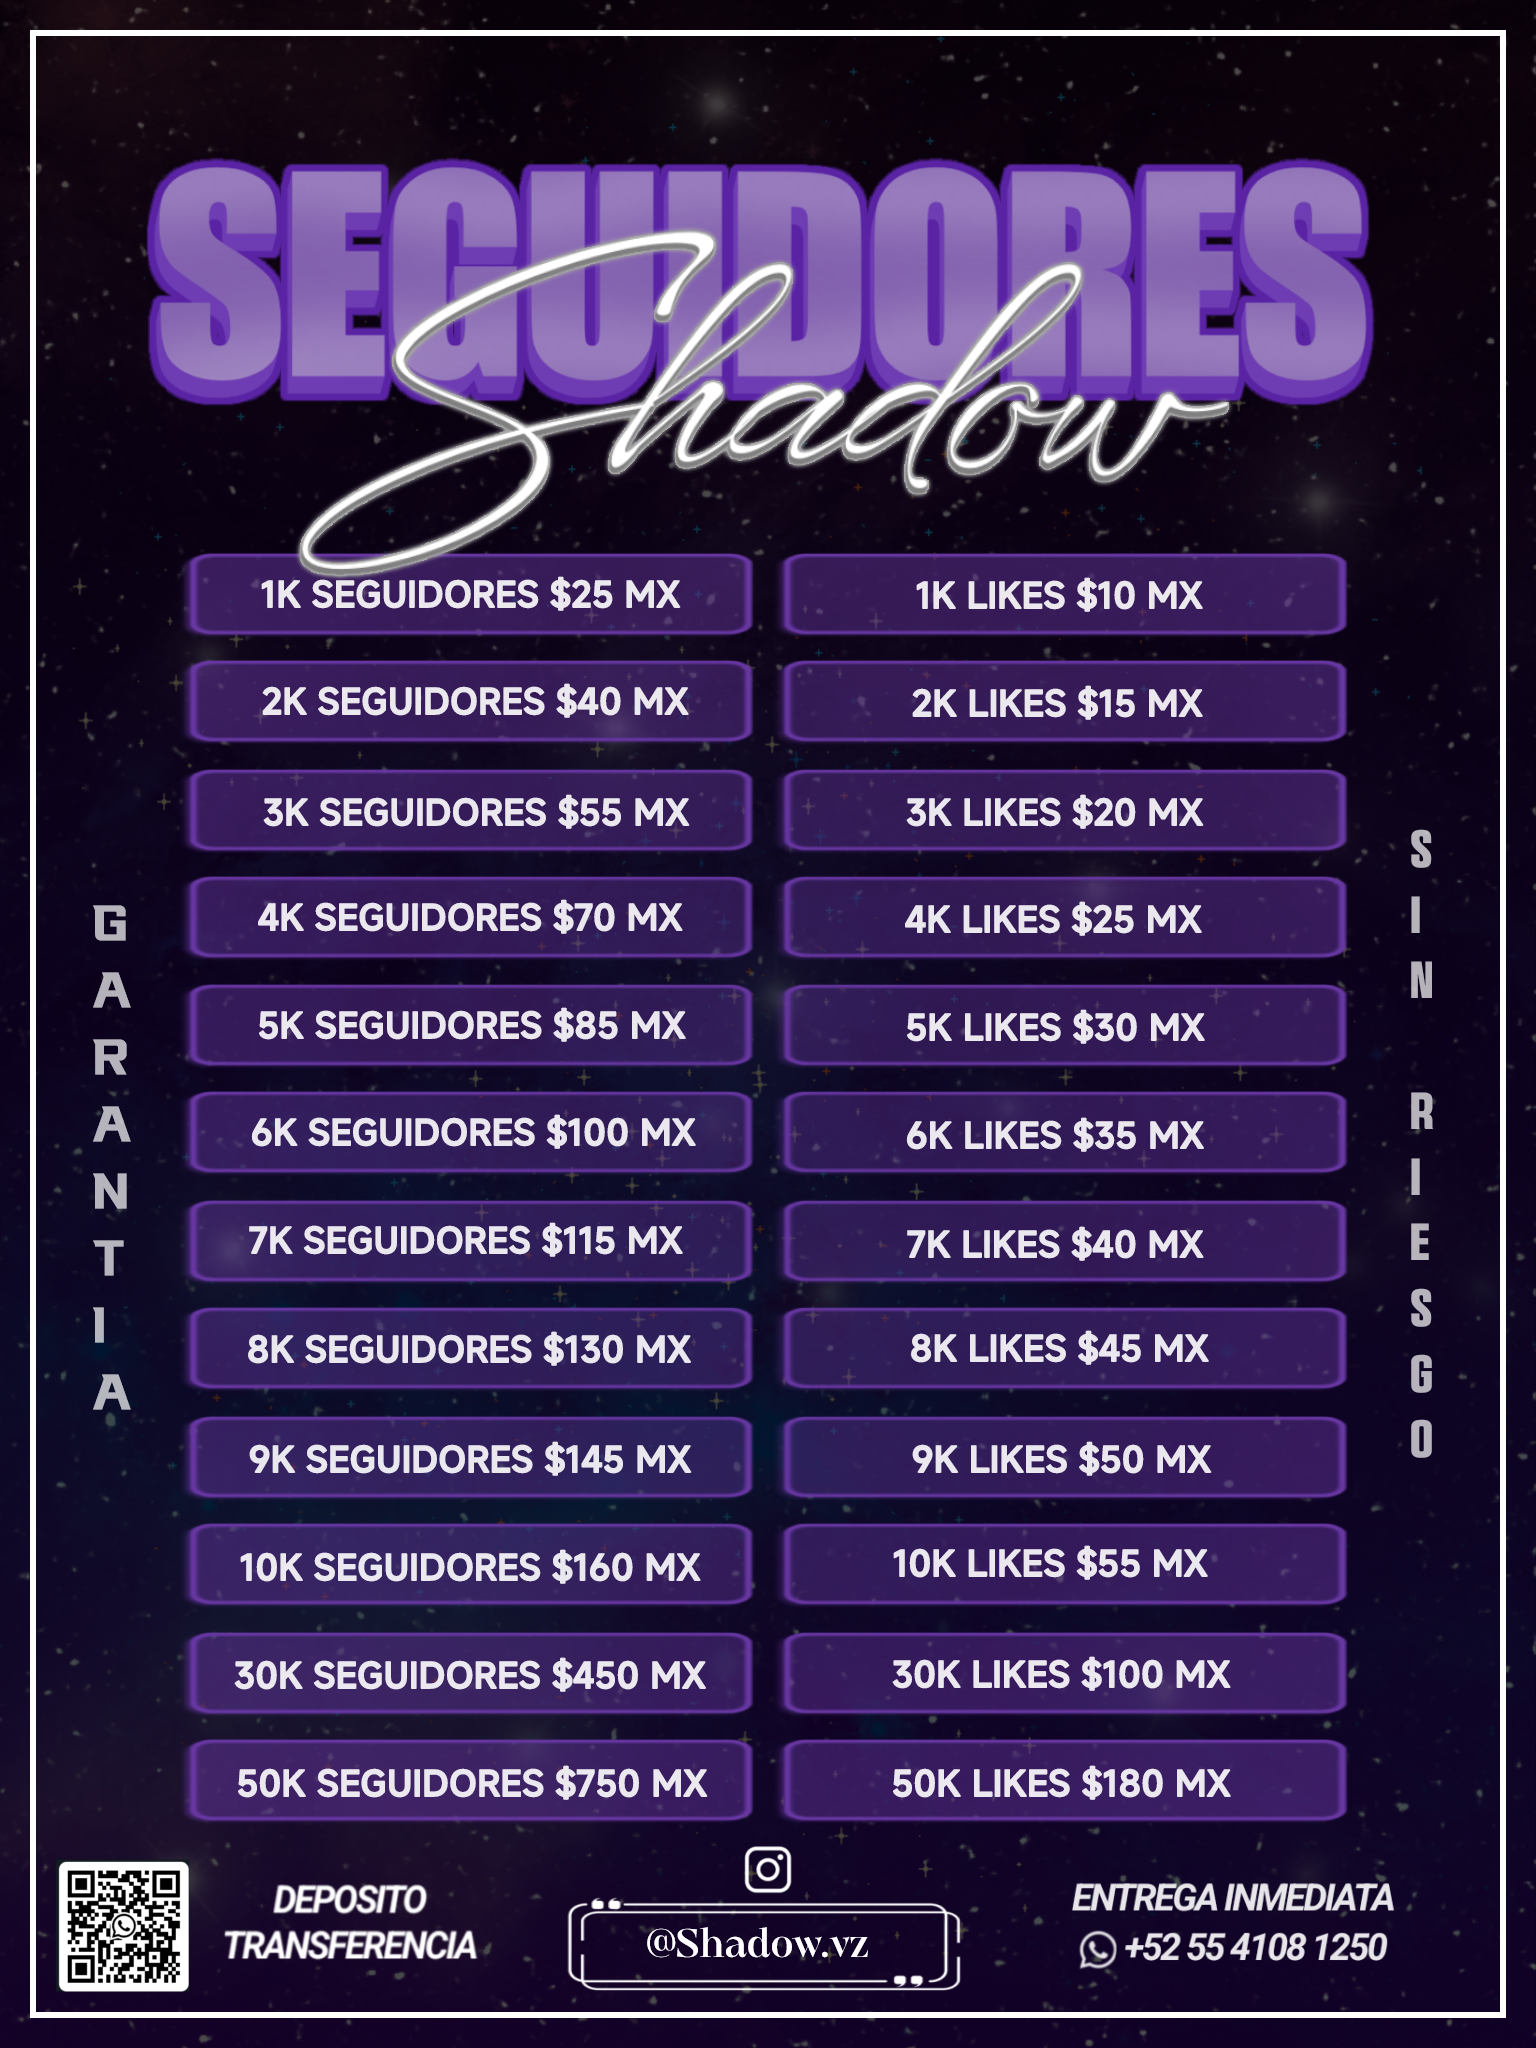 SEGUIDORES
Shadow
1K SEGUIDORES $25 MX
1K LIKES $10 MX
2K SEGUIDORES $40 MX
2K LIKES $15 MX
3K SEGUIDORES $55 MX
3K LIKES $20 MX
4K SEGUIDORES $70 MX
4K LIKES $25 MX
5K SEGUIDORES $85 MX
5K LIKES $30 MX
6K SEGUIDORES $100 MX
6K LIKES $35 MX
7K SEGUIDORES $115 MX
7K LIKES $40 MX
8K SEGUIDORES $130 MX
8K LIKES $45 MX
9K SEGUIDORES $145 MX
9K LIKES $50 MX
10K SEGUIDORES $160 MX
10K LIKES $55 MX
30K SEGUIDORES $450 MX
30K LIKES $100 MX
50K SEGUIDORES $750 MX
50K LIKES $180 MX
GARANTIA
SIN RIESGO
DEPOSITO
TRANSFERENCIA
@Shadow.vz
ENTREGA INMEDIATA
+52 55 4108 1250